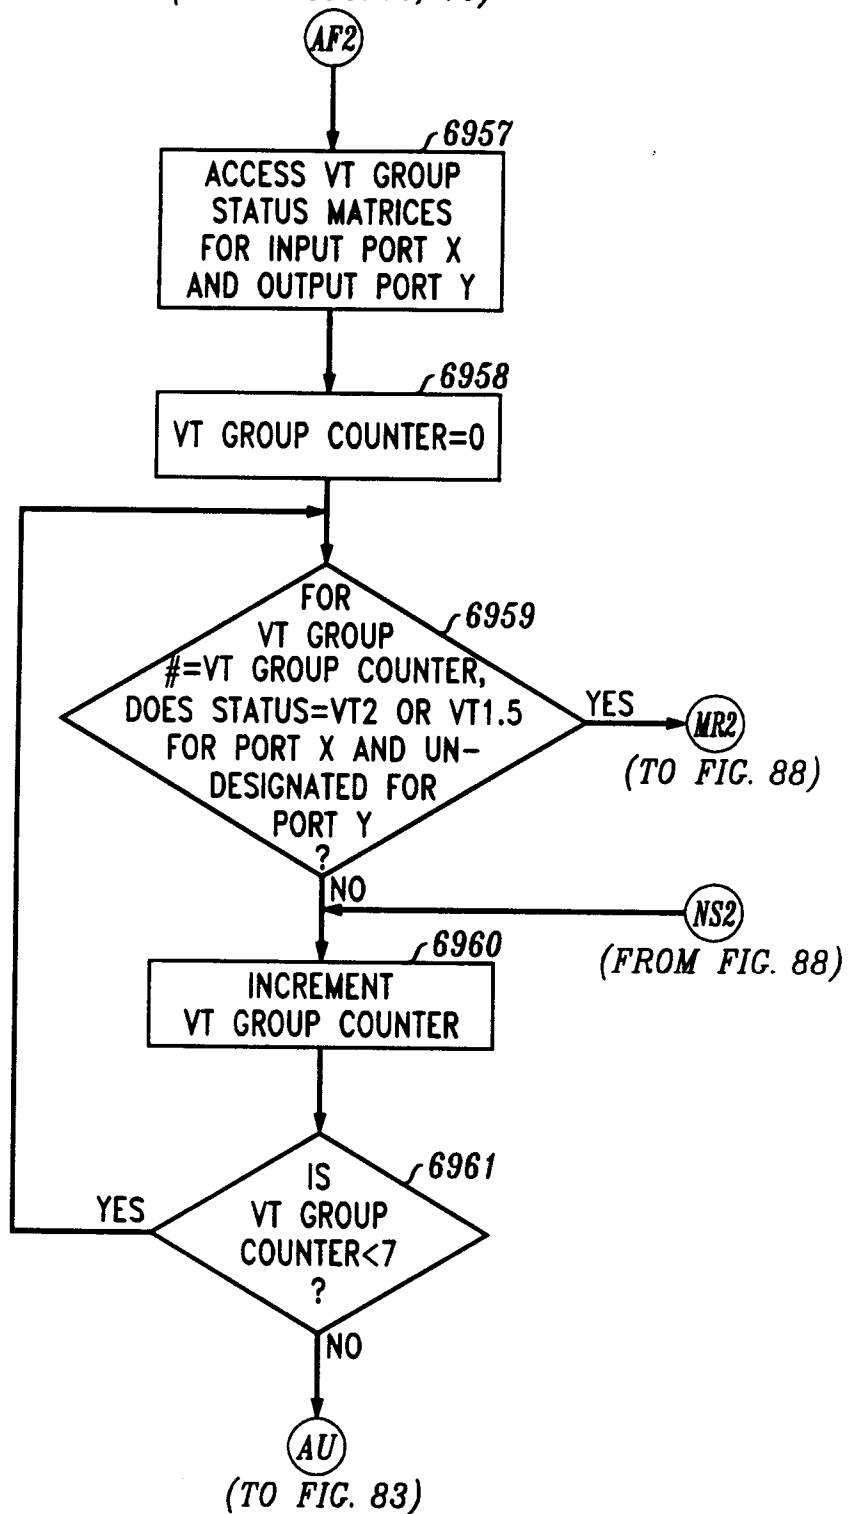 AF2
6957
ACCESS VT GROUP
STATUS MATRICES
FOR INPUT PORT X
AND OUTPUT PORT Y
6958
VT GROUP COUNTER=0
FOR
VT GROUP
#=VT GROUP COUNTER,
DOES STATUS=VT2 OR VT1.5
FOR PORT X AND UN-
DESIGNATED FOR
PORT Y
?
6959
YES
MR2
(TO FIG. 88)
NO
NS2
(FROM FIG. 88)
6960
INCREMENT
VT GROUP COUNTER
6961
IS
VT GROUP
COUNTER<7
?
YES
NO
AU
(TO FIG. 83)